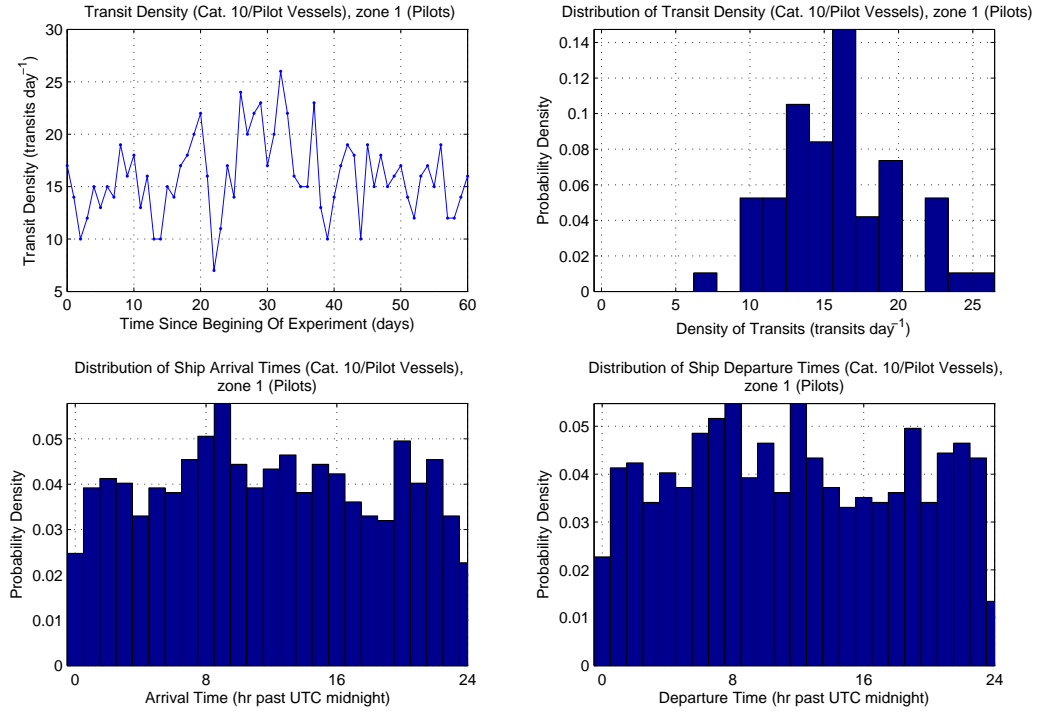 Transit Density (Cat. 10/Pilot Vessels), zone 1 (Pilots)
30
25
20
15
10
5
Transit Density (transits day⁻¹)
0 10 20 30 40 50 60
Time Since Begining Of Experiment (days)
Distribution of Transit Density (Cat. 10/Pilot Vessels), zone 1 (Pilots)
0.14
0.12
0.1
0.08
0.06
0.04
0.02
0
Probability Density
0 5 10 15 20 25
Density of Transits (transits day⁻¹)
Distribution of Ship Arrival Times (Cat. 10/Pilot Vessels),
zone 1 (Pilots)
0.05
0.04
0.03
0.02
0.01
0
Probability Density
0 8 16 24
Arrival Time (hr past UTC midnight)
Distribution of Ship Departure Times (Cat. 10/Pilot Vessels),
zone 1 (Pilots)
0.05
0.04
0.03
0.02
0.01
0
Probability Density
0 8 16 24
Departure Time (hr past UTC midnight)